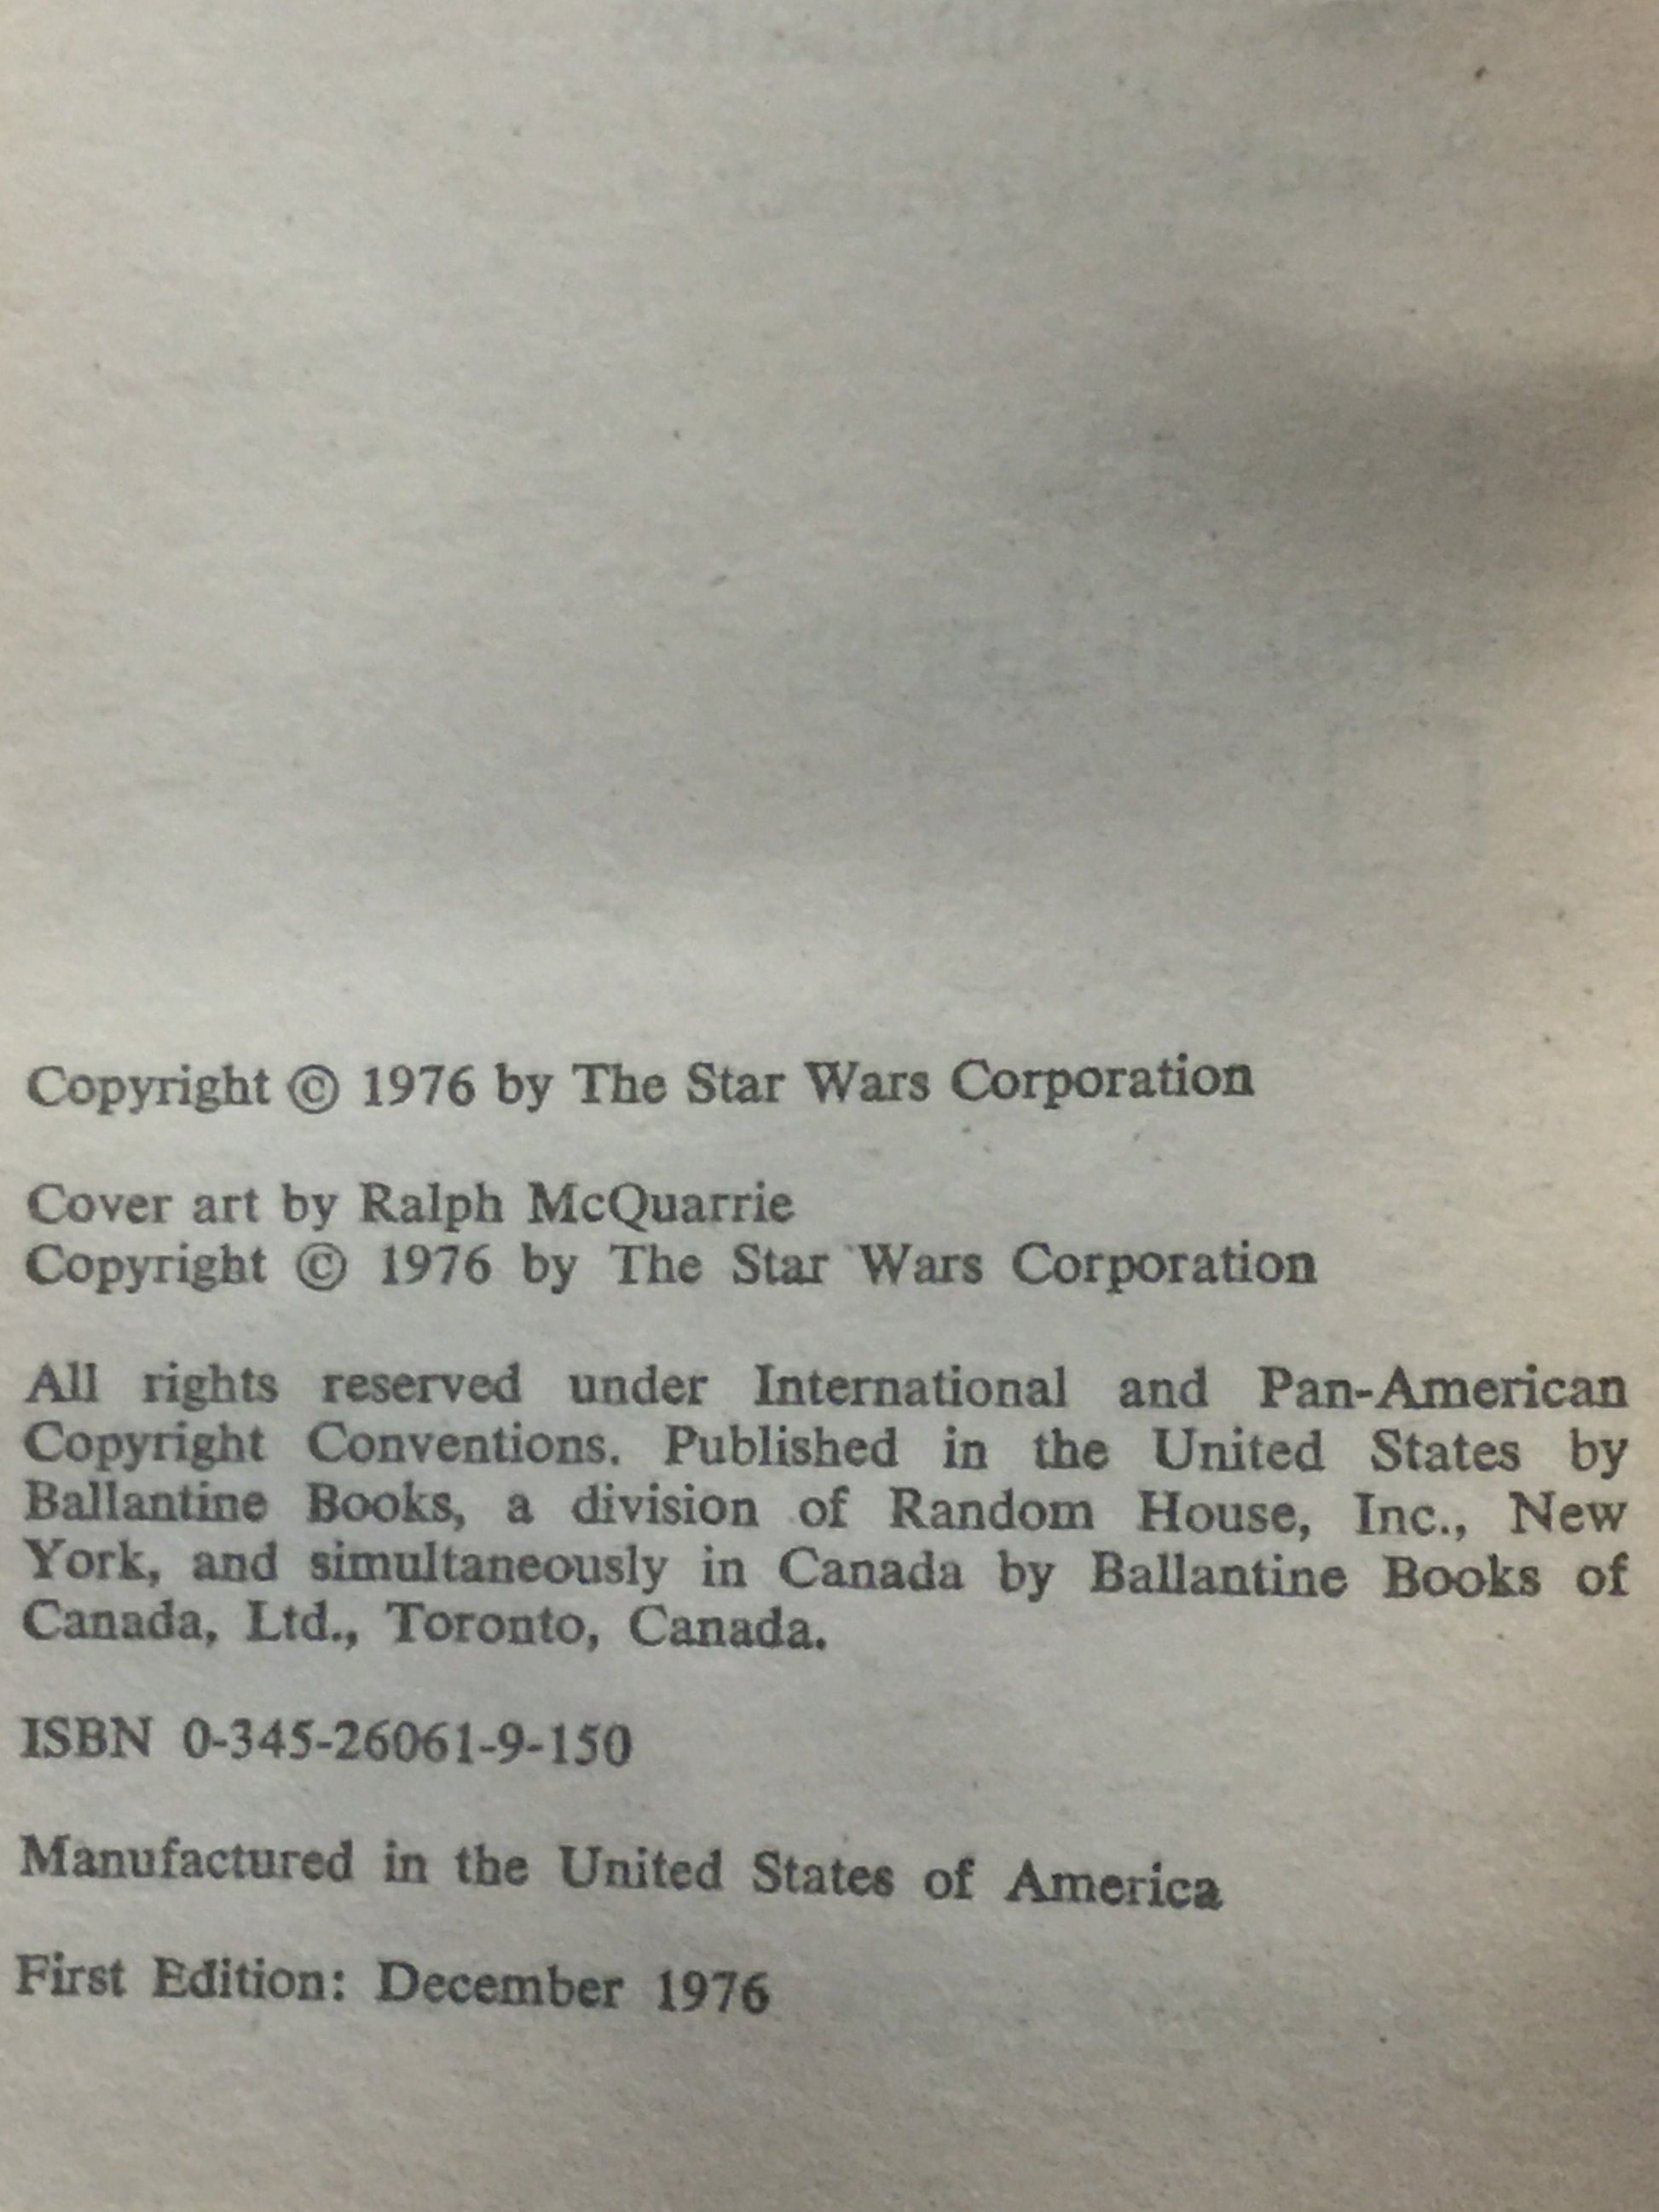 Copyright © 1976 by The Star Wars Corporation
Cover art by Ralph McQuarrie
Copyright © 1976 by The Star Wars Corporation
All rights reserved under International and Pan-American
Copyright Conventions. Published in the United States by
Ballantine Books, a division of Random House, Inc., New
York, and simultaneously in Canada by Ballantine Books of
Canada, Ltd., Toronto, Canada.
ISBN 0-345-26061-9-150
Manufactured in the United States of America
First Edition: December 1976